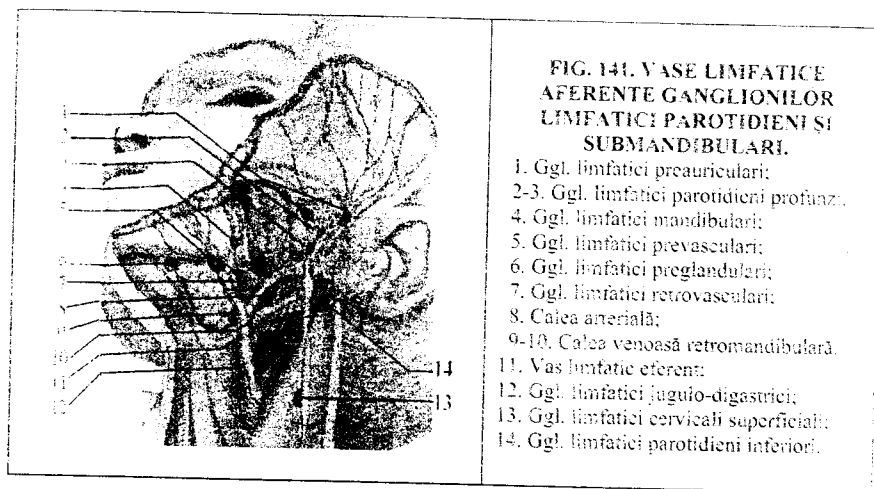 FIG. 141. VASE LIMFATICE
AFERENTE GANGLIONILOR
LIMFATICI PAROTIDIENI ȘI
SUBMANDIBULARI.
1. Ggl. limfatici preauriculari;
2-3. Ggl. limfatici parotidieni profunzi;
4. Ggl. limfatici mandibulari;
5. Ggl. limfatici prevasculari;
6. Ggl. limfatici preglandulari;
7. Ggl. limfatici retrovasculari;
8. Calea arterială;
9-10. Calea venoasă retromandibulară.
11. Vas limfatic eferent;
12. Ggl. limfatici jugulo-digastrici;
13. Ggl. limfatici cervicali superficiali;
14. Ggl. limfatici parotidieni inferiori.
14
13